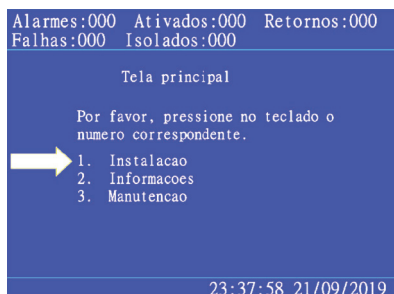 Alarmes:000 Ativados:000 Retornos:000
Falhas:000 Isolados:000
Tela principal
Por favor, pressione no teclado o
numero correspondente.
1. Instalacao
2. Informacoes
3. Manutencao
23:37:58 21/09/2019